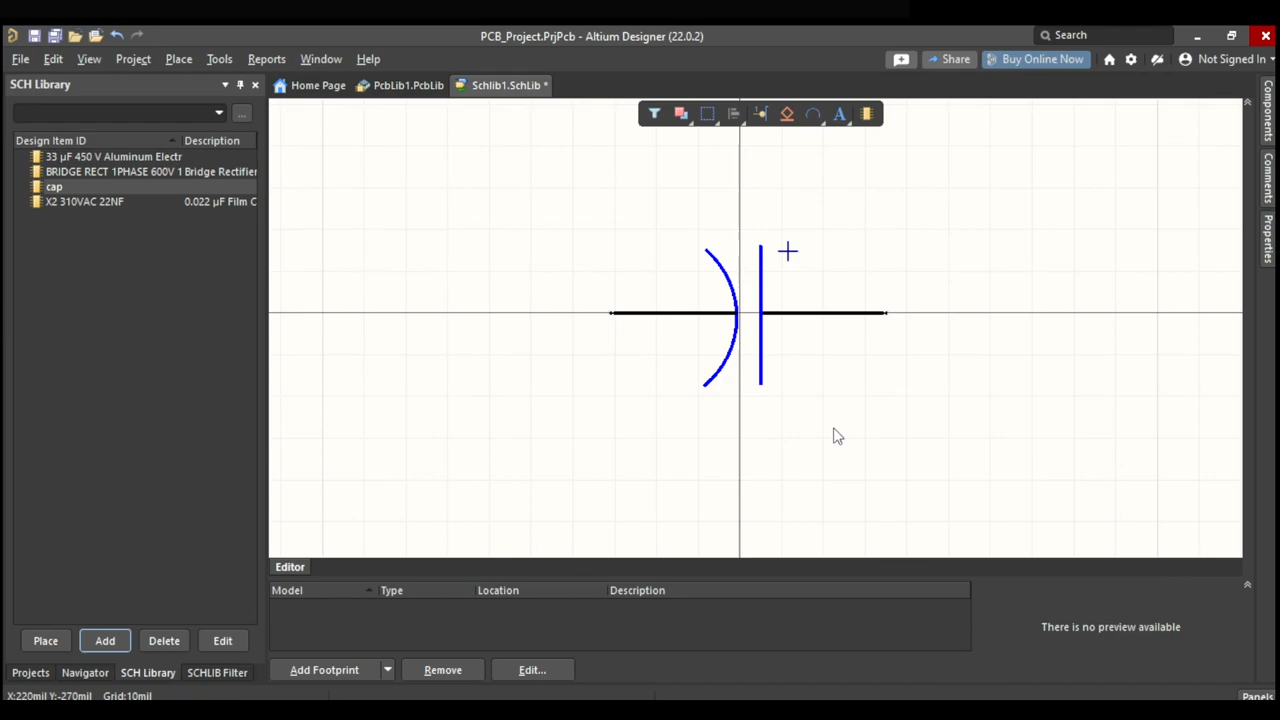 PCB_Project.PrjPcb - Altium Designer (22.0.2)
Search
File Edit View Project Place Tools Reports Window Help
Share
Buy Online Now
Not Signed In
SCH Library
Home Page
PcbLib1.PcbLib
Schlib1.SchLib *
...
Design Item ID Description
33 µF 450 V Aluminum Electr
BRIDGE RECT 1PHASE 600V 1 Bridge Rectifier
cap
X2 310VAC 22NF 0.022 µF Film C
Components
Comments
Properties
Editor
Model Type Location Description
There is no preview available
Place Add Delete Edit
Add Footprint Remove Edit...
Projects Navigator SCH Library SCHLIB Filter
X:220mil Y:-270mil Grid:10mil
Panels